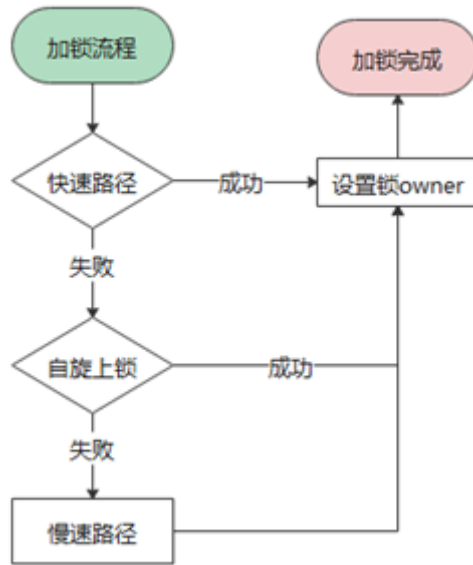 加锁流程
加锁完成
快速路径
成功
设置锁owner
失败
自旋上锁
成功
失败
慢速路径